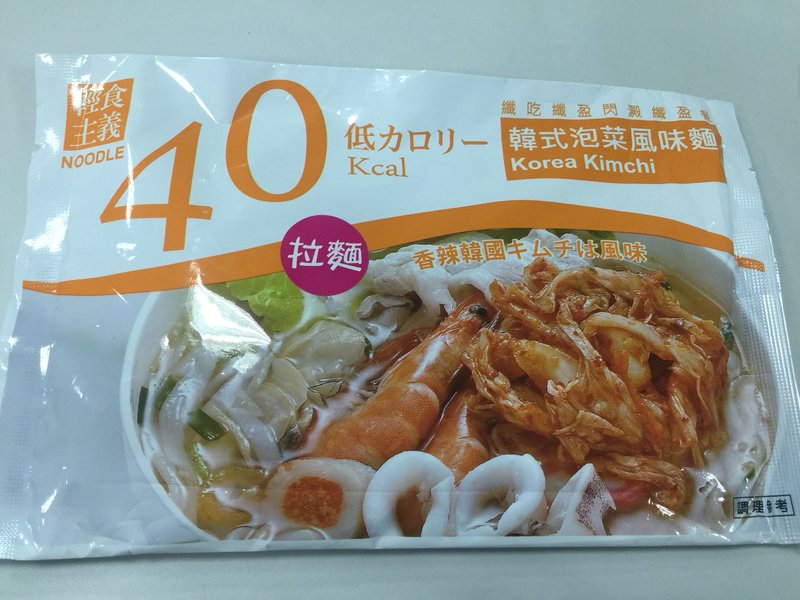 輕食
主義
NOODLE
40
低カロリー
Kcal
纖吃纖盈閃澱纖盈
韓式泡菜風味麵
Korea Kimchi
拉麵
香辣韓國キムチは風味
調理參考